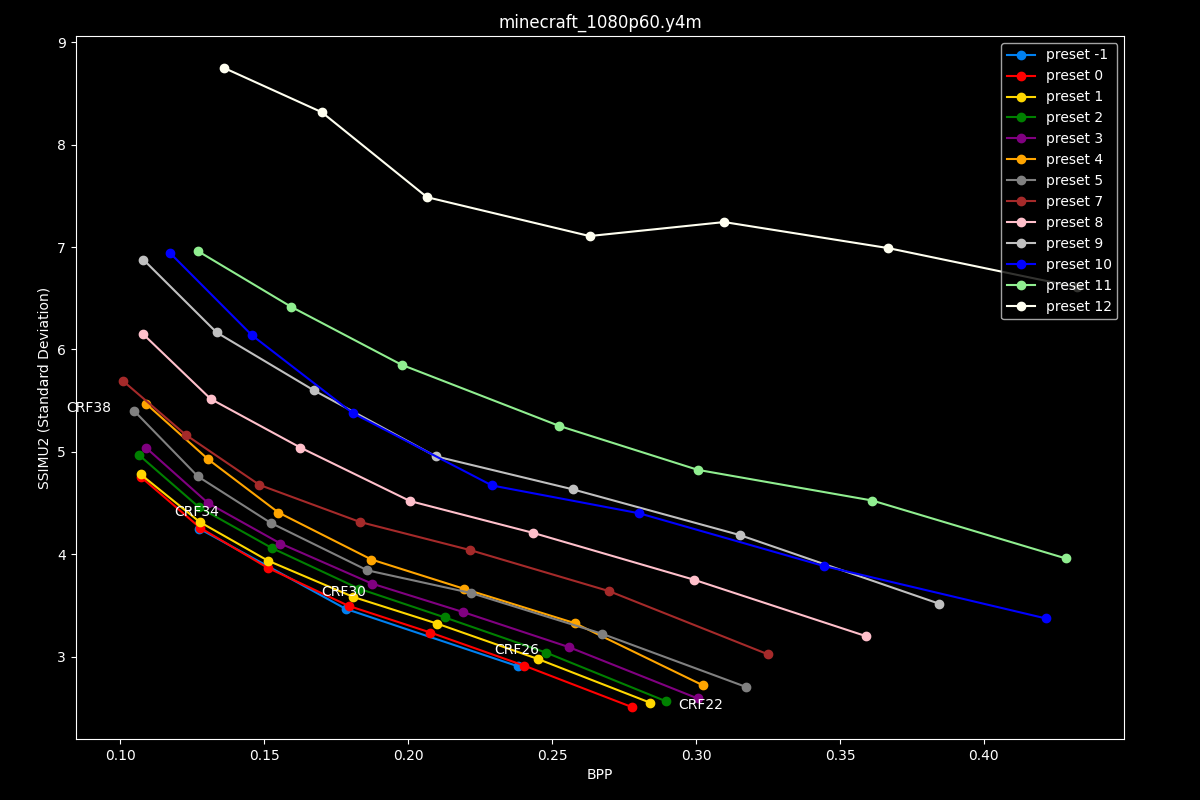 minecraft_1080p60.y4m
SSIMU2 (Standard Deviation)
9
8
7
6
5
4
3
preset -1
preset 0
preset 1
preset 2
preset 3
preset 4
preset 5
preset 7
preset 8
preset 9
preset 10
preset 11
preset 12
CRF38
CRF34
CRF30
CRF26
CRF22
0.10
0.15
0.20
0.25
0.30
0.35
0.40
BPP